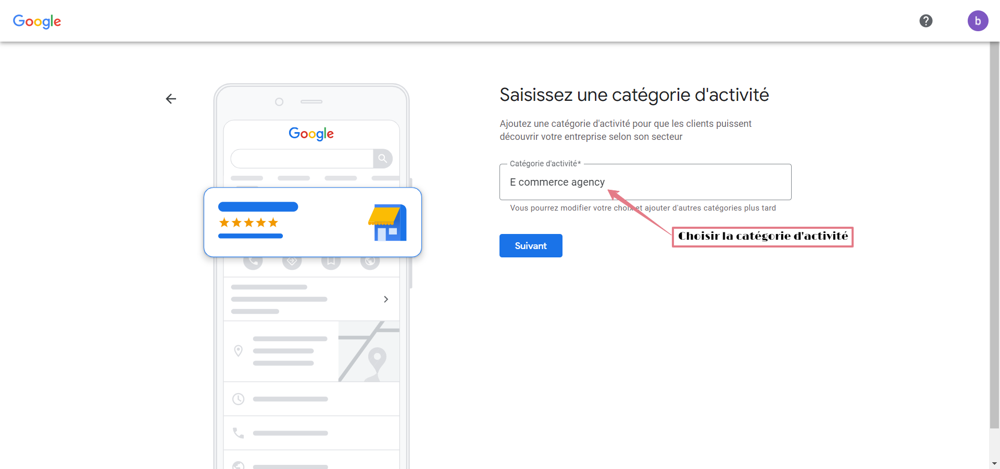 Google
b
Google
Saisissez une catégorie d'activité
Ajoutez une catégorie d'activité pour que les clients puissent
découvrir votre entreprise selon son secteur
Catégorie d'activité*
E commerce agency
Vous pourrez modifier votre choix et ajouter d'autres catégories plus tard
Choisir la catégorie d'activité
Suivant